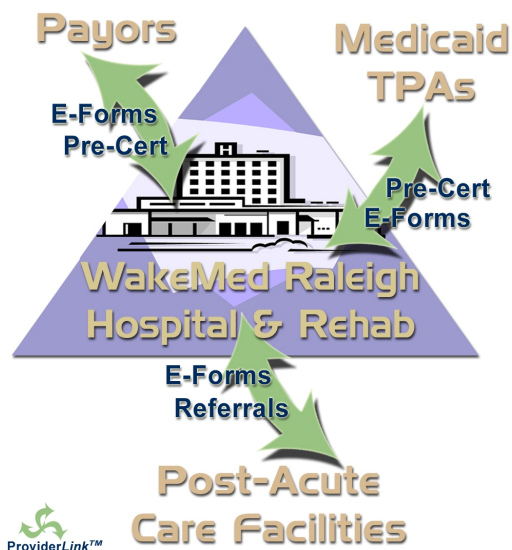 Payors
Medicaid
TPAs
E-Forms
Pre-Cert
H
Pre-Cert
E-Forms
WakeMed Raleigh
Hospital & Rehab
E-Forms
Referrals
Post-Acute
Care Facilities
ProviderLink™